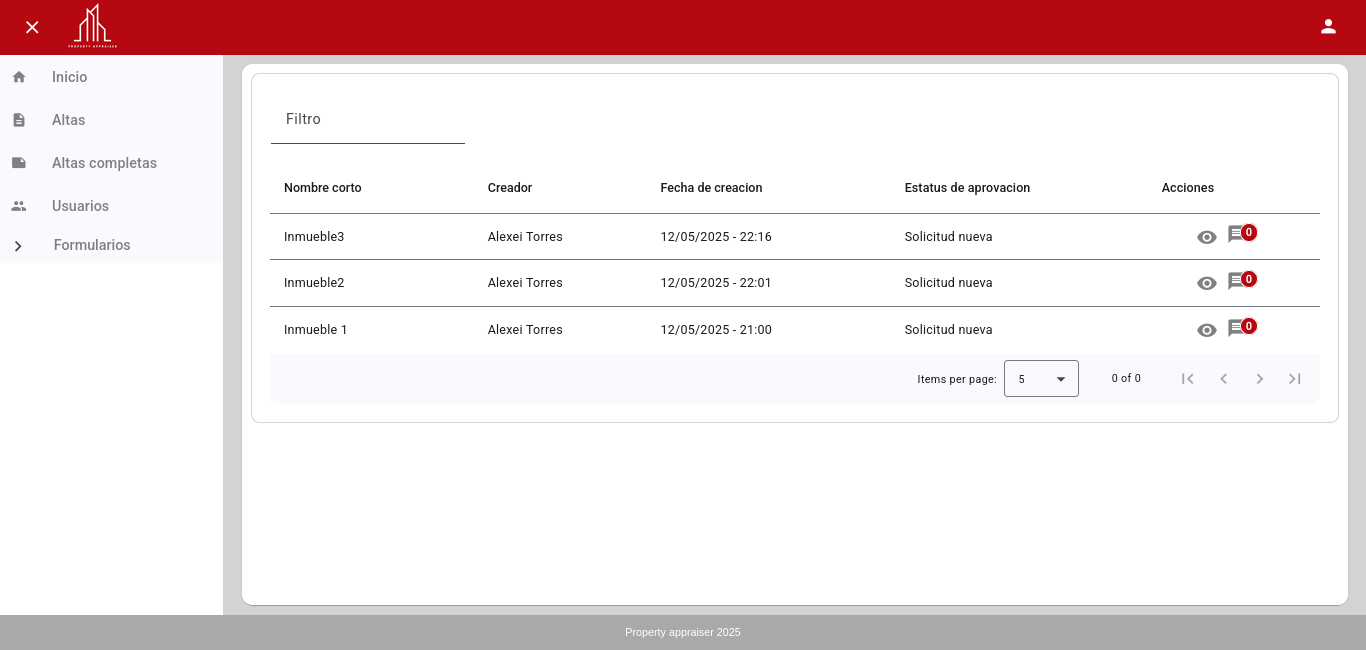 PROPERTY APPRAISER
Inicio
Altas
Altas completas
Usuarios
Formularios
Filtro
Nombre corto Creador Fecha de creacion Estatus de aprovacion Acciones
Inmueble3 Alexei Torres 12/05/2025 - 22:16 Solicitud nueva 0
Inmueble2 Alexei Torres 12/05/2025 - 22:01 Solicitud nueva 0
Inmueble 1 Alexei Torres 12/05/2025 - 21:00 Solicitud nueva 0
Items per page: 5 0 of 0
Property appraiser 2025